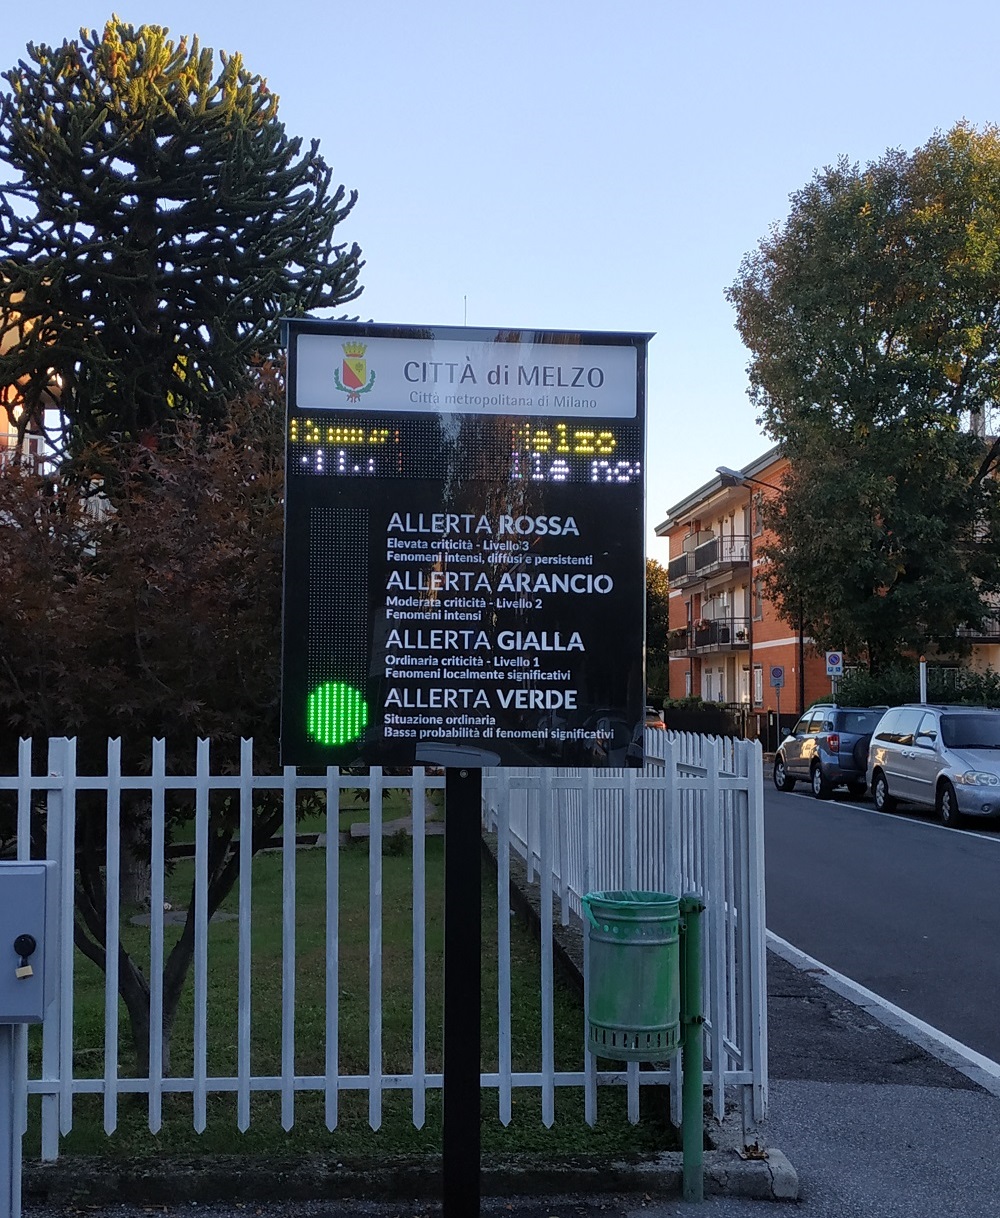 CITTÀ di MELZO
Città metropolitana di Milano
ALLERTA ROSSA
Elevata criticità - Livello 3
Fenomeni intensi, diffusi e persistenti
ALLERTA ARANCIO
Moderata criticità - Livello 2
Fenomeni intensi
ALLERTA GIALLA
Ordinaria criticità - Livello 1
Fenomeni localmente significativi
ALLERTA VERDE
Situazione ordinaria
Bassa probabilità di fenomeni significativi